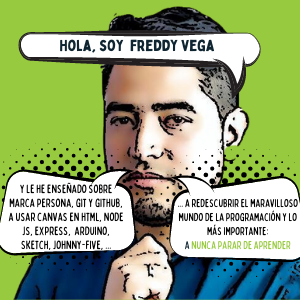 HOLA, SOY FREDDY VEGA
Y LE HE ENSEÑADO SOBRE
MARCA PERSONA, GIT Y GITHUB,
A USAR CANVAS EN HTML, NODE
JS, EXPRESS, ARDUINO,
SKETCH, JOHNNY-FIVE, ...
... A REDESCUBRIR EL MARAVILLOSO
MUNDO DE LA PROGRAMACIÓN Y LO
MÁS IMPORTANTE:
A NUNCA PARAR DE APRENDER